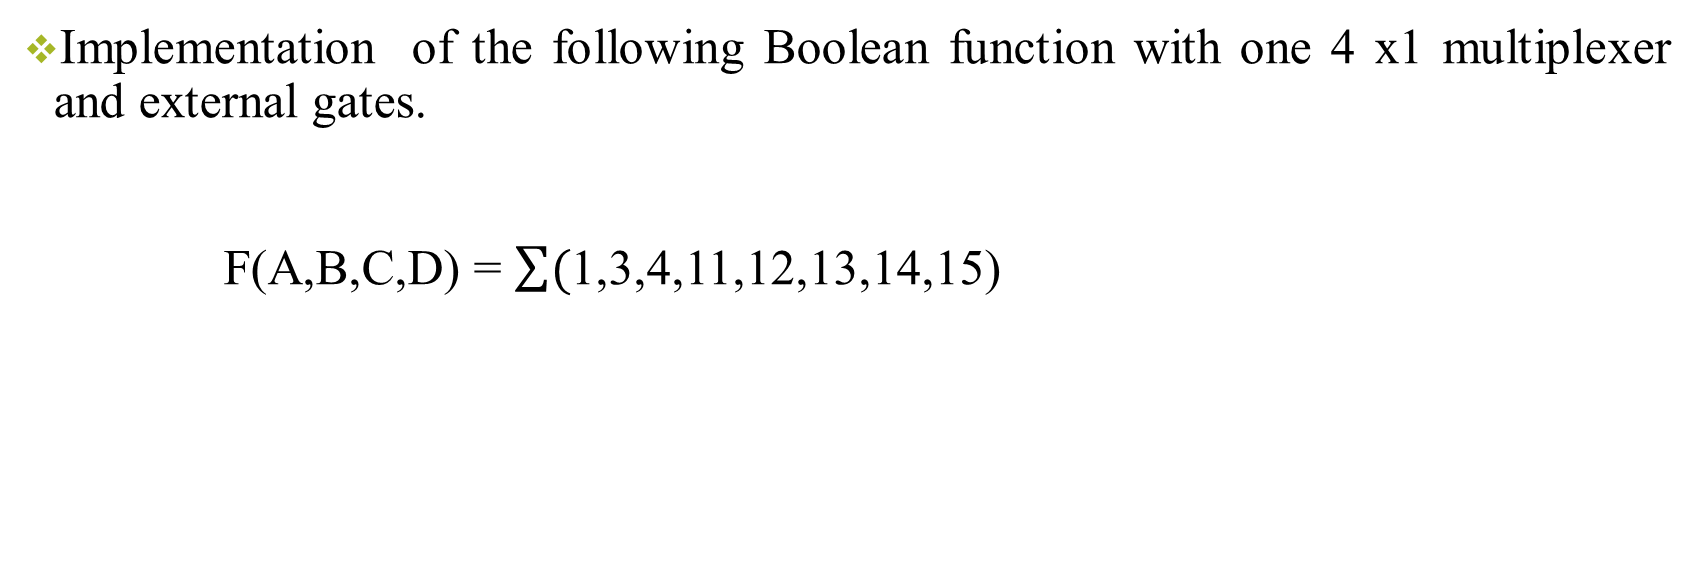 ❖Implementation of the following Boolean function with one 4 x1 multiplexer
and external gates.
F(A,B,C,D) = ∑(1,3,4,11,12,13,14,15)